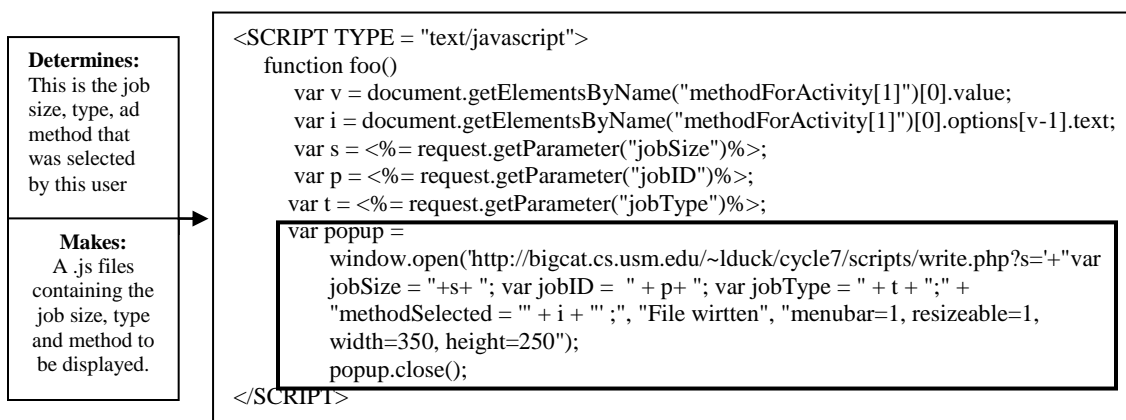 Determines:
This is the job
size, type, ad
method that
was selected
by this user
Makes:
A .js files
containing the
job size, type
and method to
be displayed.
<SCRIPT TYPE = "text/javascript">
function foo()
var v = document.getElementsByName("methodForActivity[1]")[0].value;
var i = document.getElementsByName("methodForActivity[1]")[0].options[v-1].text;
var s = <%= request.getParameter("jobSize")%>;
var p = <%= request.getParameter("jobID")%>;
var t = <%= request.getParameter("jobType")%>;
var popup =
window.open('http://bigcat.cs.usm.edu/~lduck/cycle7/scripts/write.php?s='+"var
jobSize = "+s+ "; var jobID =  " + p+ "; var jobType = " + t + ";" +
"methodSelected = '" + i + "' ;", "File wirtten", "menubar=1, resizeable=1,
width=350, height=250");
popup.close();
</SCRIPT>